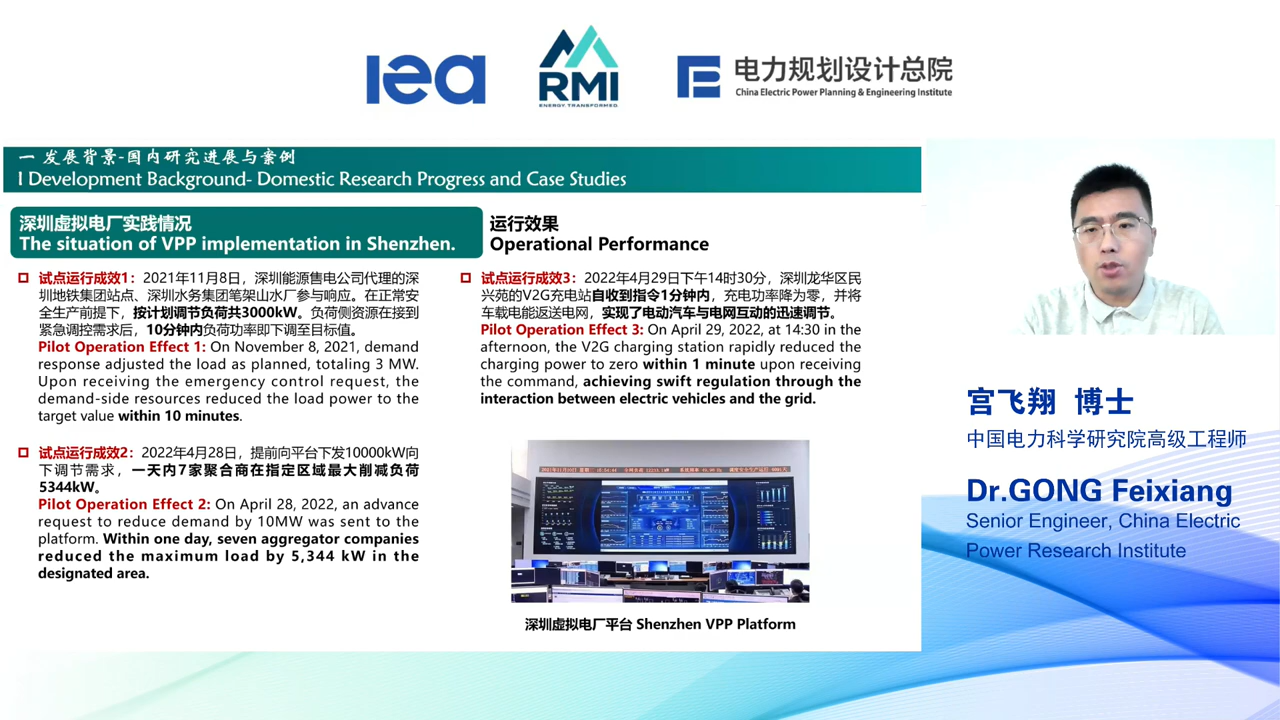 iea
RMI
ENERGY TRANSFORMED
电力规划设计总院
China Electric Power Planning & Engineering Institute
一 发展背景-国内研究进展与案例
I Development Background- Domestic Research Progress and Case Studies
深圳虚拟电厂实践情况
The situation of VPP implementation in Shenzhen.
试点运行成效1：2021年11月8日，深圳能源售电公司代理的深
圳地铁集团站点、深圳水务集团笔架山水厂参与响应。在正常安
全生产前提下，按计划调节负荷共3000kW。负荷侧资源在接到
紧急调控需求后，10分钟内负荷功率即下调至目标值。
Pilot Operation Effect 1: On November 8, 2021, demand
response adjusted the load as planned, totaling 3 MW.
Upon receiving the emergency control request, the
demand-side resources reduced the load power to the
target value within 10 minutes.
试点运行成效2：2022年4月28日，提前向平台下发10000kW向
下调节需求，一天内7家聚合商在指定区域最大削减负荷
5344kW。
Pilot Operation Effect 2: On April 28, 2022, an advance
request to reduce demand by 10MW was sent to the
platform. Within one day, seven aggregator companies
reduced the maximum load by 5,344 kW in the
designated area.
运行效果
Operational Performance
试点运行成效3：2022年4月29日下午14时30分，深圳龙华区民
兴苑的V2G充电站自收到指令1分钟内，充电功率降为零，并将
车载电能返送电网，实现了电动汽车与电网互动的迅速调节。
Pilot Operation Effect 3: On April 29, 2022, at 14:30 in the
afternoon, the V2G charging station rapidly reduced the
charging power to zero within 1 minute upon receiving
the command, achieving swift regulation through the
interaction between electric vehicles and the grid.
深圳虚拟电厂平台 Shenzhen VPP Platform
宫飞翔 博士
中国电力科学研究院高级工程师
Dr.GONG Feixiang
Senior Engineer, China Electric
Power Research Institute